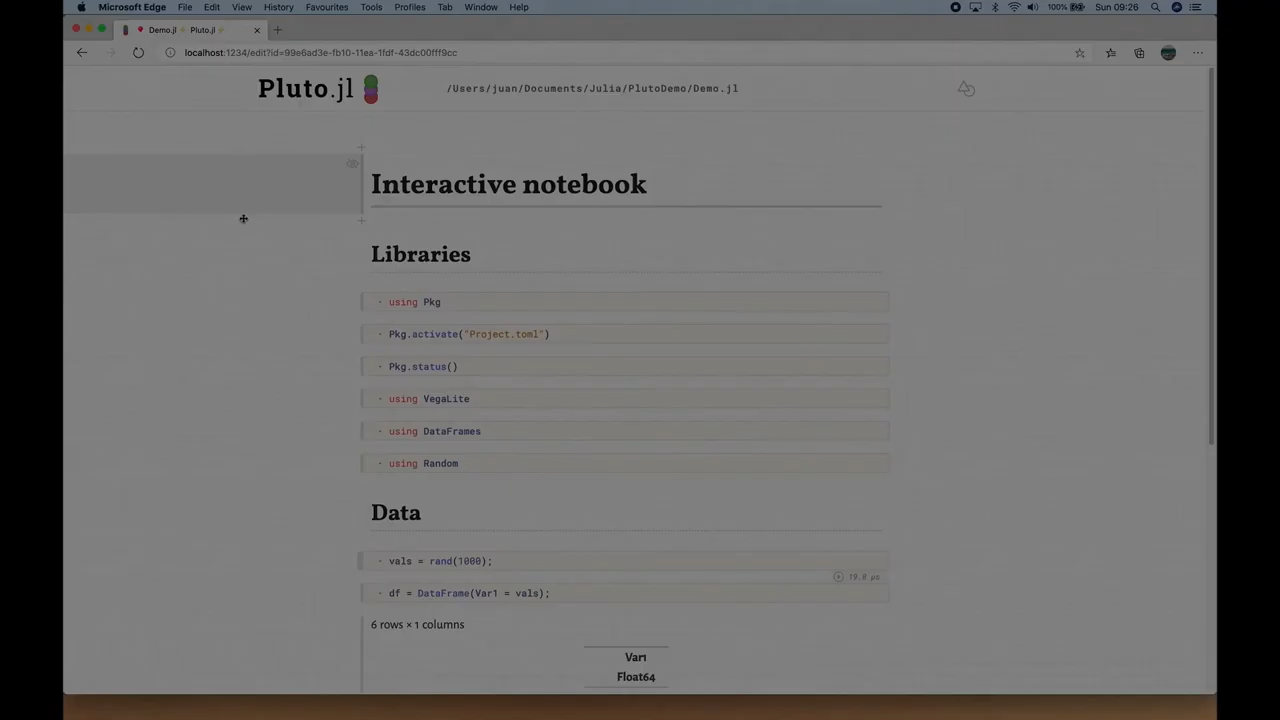 Microsoft Edge File Edit View History Favourites Tools Profiles Tab Window Help 100% Sun 09:26
Demo.jl Pluto.jl
localhost:1234/edit?id=99e6ad3e-fb10-11ea-1fdf-43dc00fff9cc
Pluto.jl /Users/juan/Documents/Julia/PlutoDemo/Demo.jl
Interactive notebook
Libraries
using Pkg
Pkg.activate("Project.toml")
Pkg.status()
using VegaLite
using DataFrames
using Random
Data
vals = rand(1000);
19.8 μs
df = DataFrame(Var1 = vals);
6 rows × 1 columns
Var1
Float64